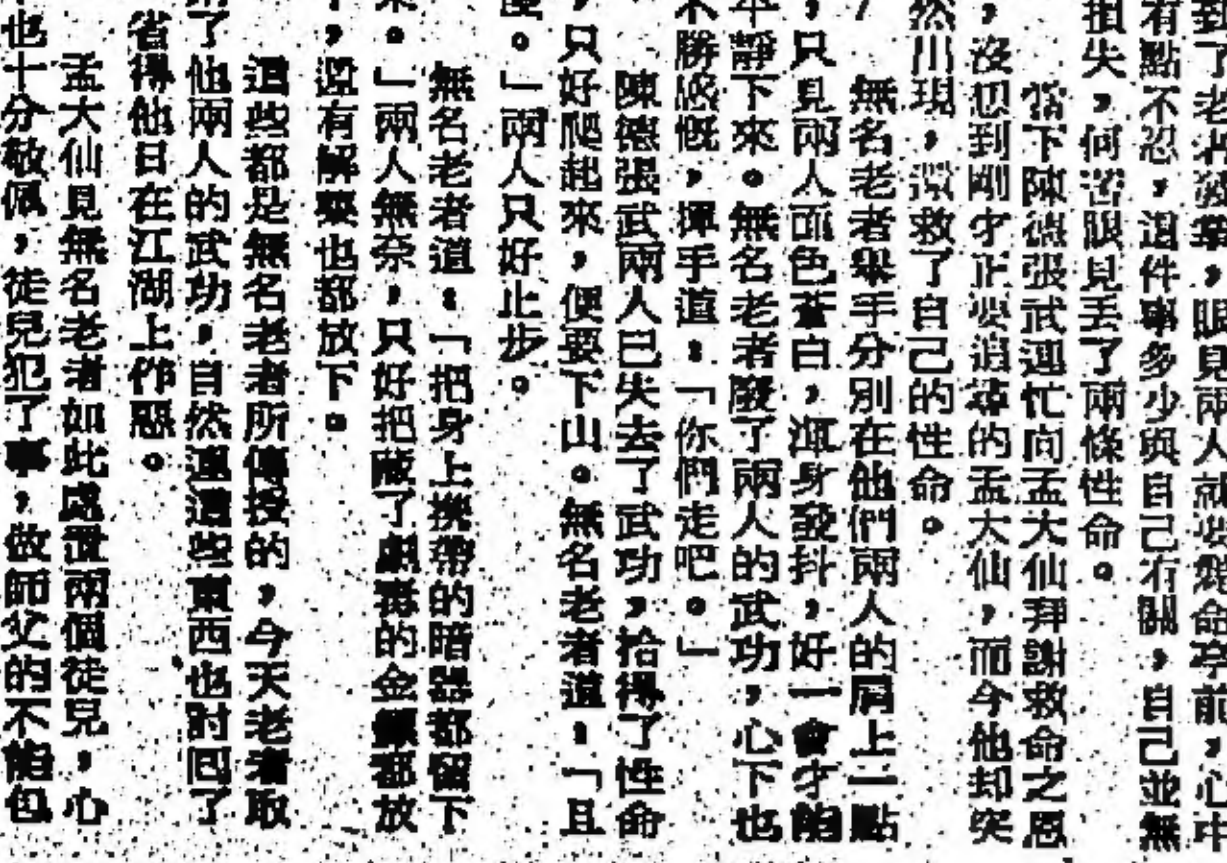 到了老者發掌，眼見兩人就要斃命亭前，心中
有點不忍，這件事多少與自己有關，自己並無
損失，何苦眼見丟了兩條性命。
當下陳德張武連忙向孟大仙拜謝救命之恩
，沒想到剛才正要追尋的孟大仙，而今他却突
然出現，還救了自己的性命。
無名老者舉手分別在他們兩人的肩上一點
，只見兩人面色蒼白，渾身發抖，好一會才能
平靜下來。無名老者廢了兩人的武功，心下也
不勝感慨，揮手道：「你們走吧。」
陳德張武兩人已失去了武功，拾得了性命
，只好爬起來，便要下山。無名老者道：「且
慢。」兩人只好止步。
無名老者道：「把身上携帶的暗器都留下
來。」兩人無奈，只好把藏了劇毒的金鏢都放
，還有解藥也都放下。
這些都是無名老者所傳授的，今天老者取
了他兩人的武功，自然連這些東西也討回了
省得他日在江湖上作惡。
孟大仙見無名老者如此處置兩個徒兒，心
也十分敬佩，徒兒犯了事，做師父的不能包